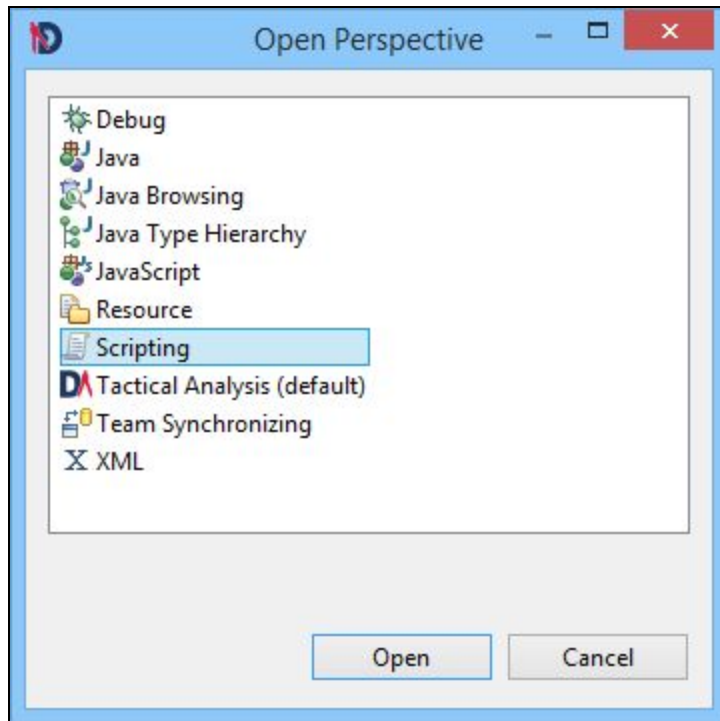 Open Perspective
Debug
Java
Java Browsing
Java Type Hierarchy
JavaScript
Resource
Scripting
Tactical Analysis (default)
Team Synchronizing
XML
Open
Cancel